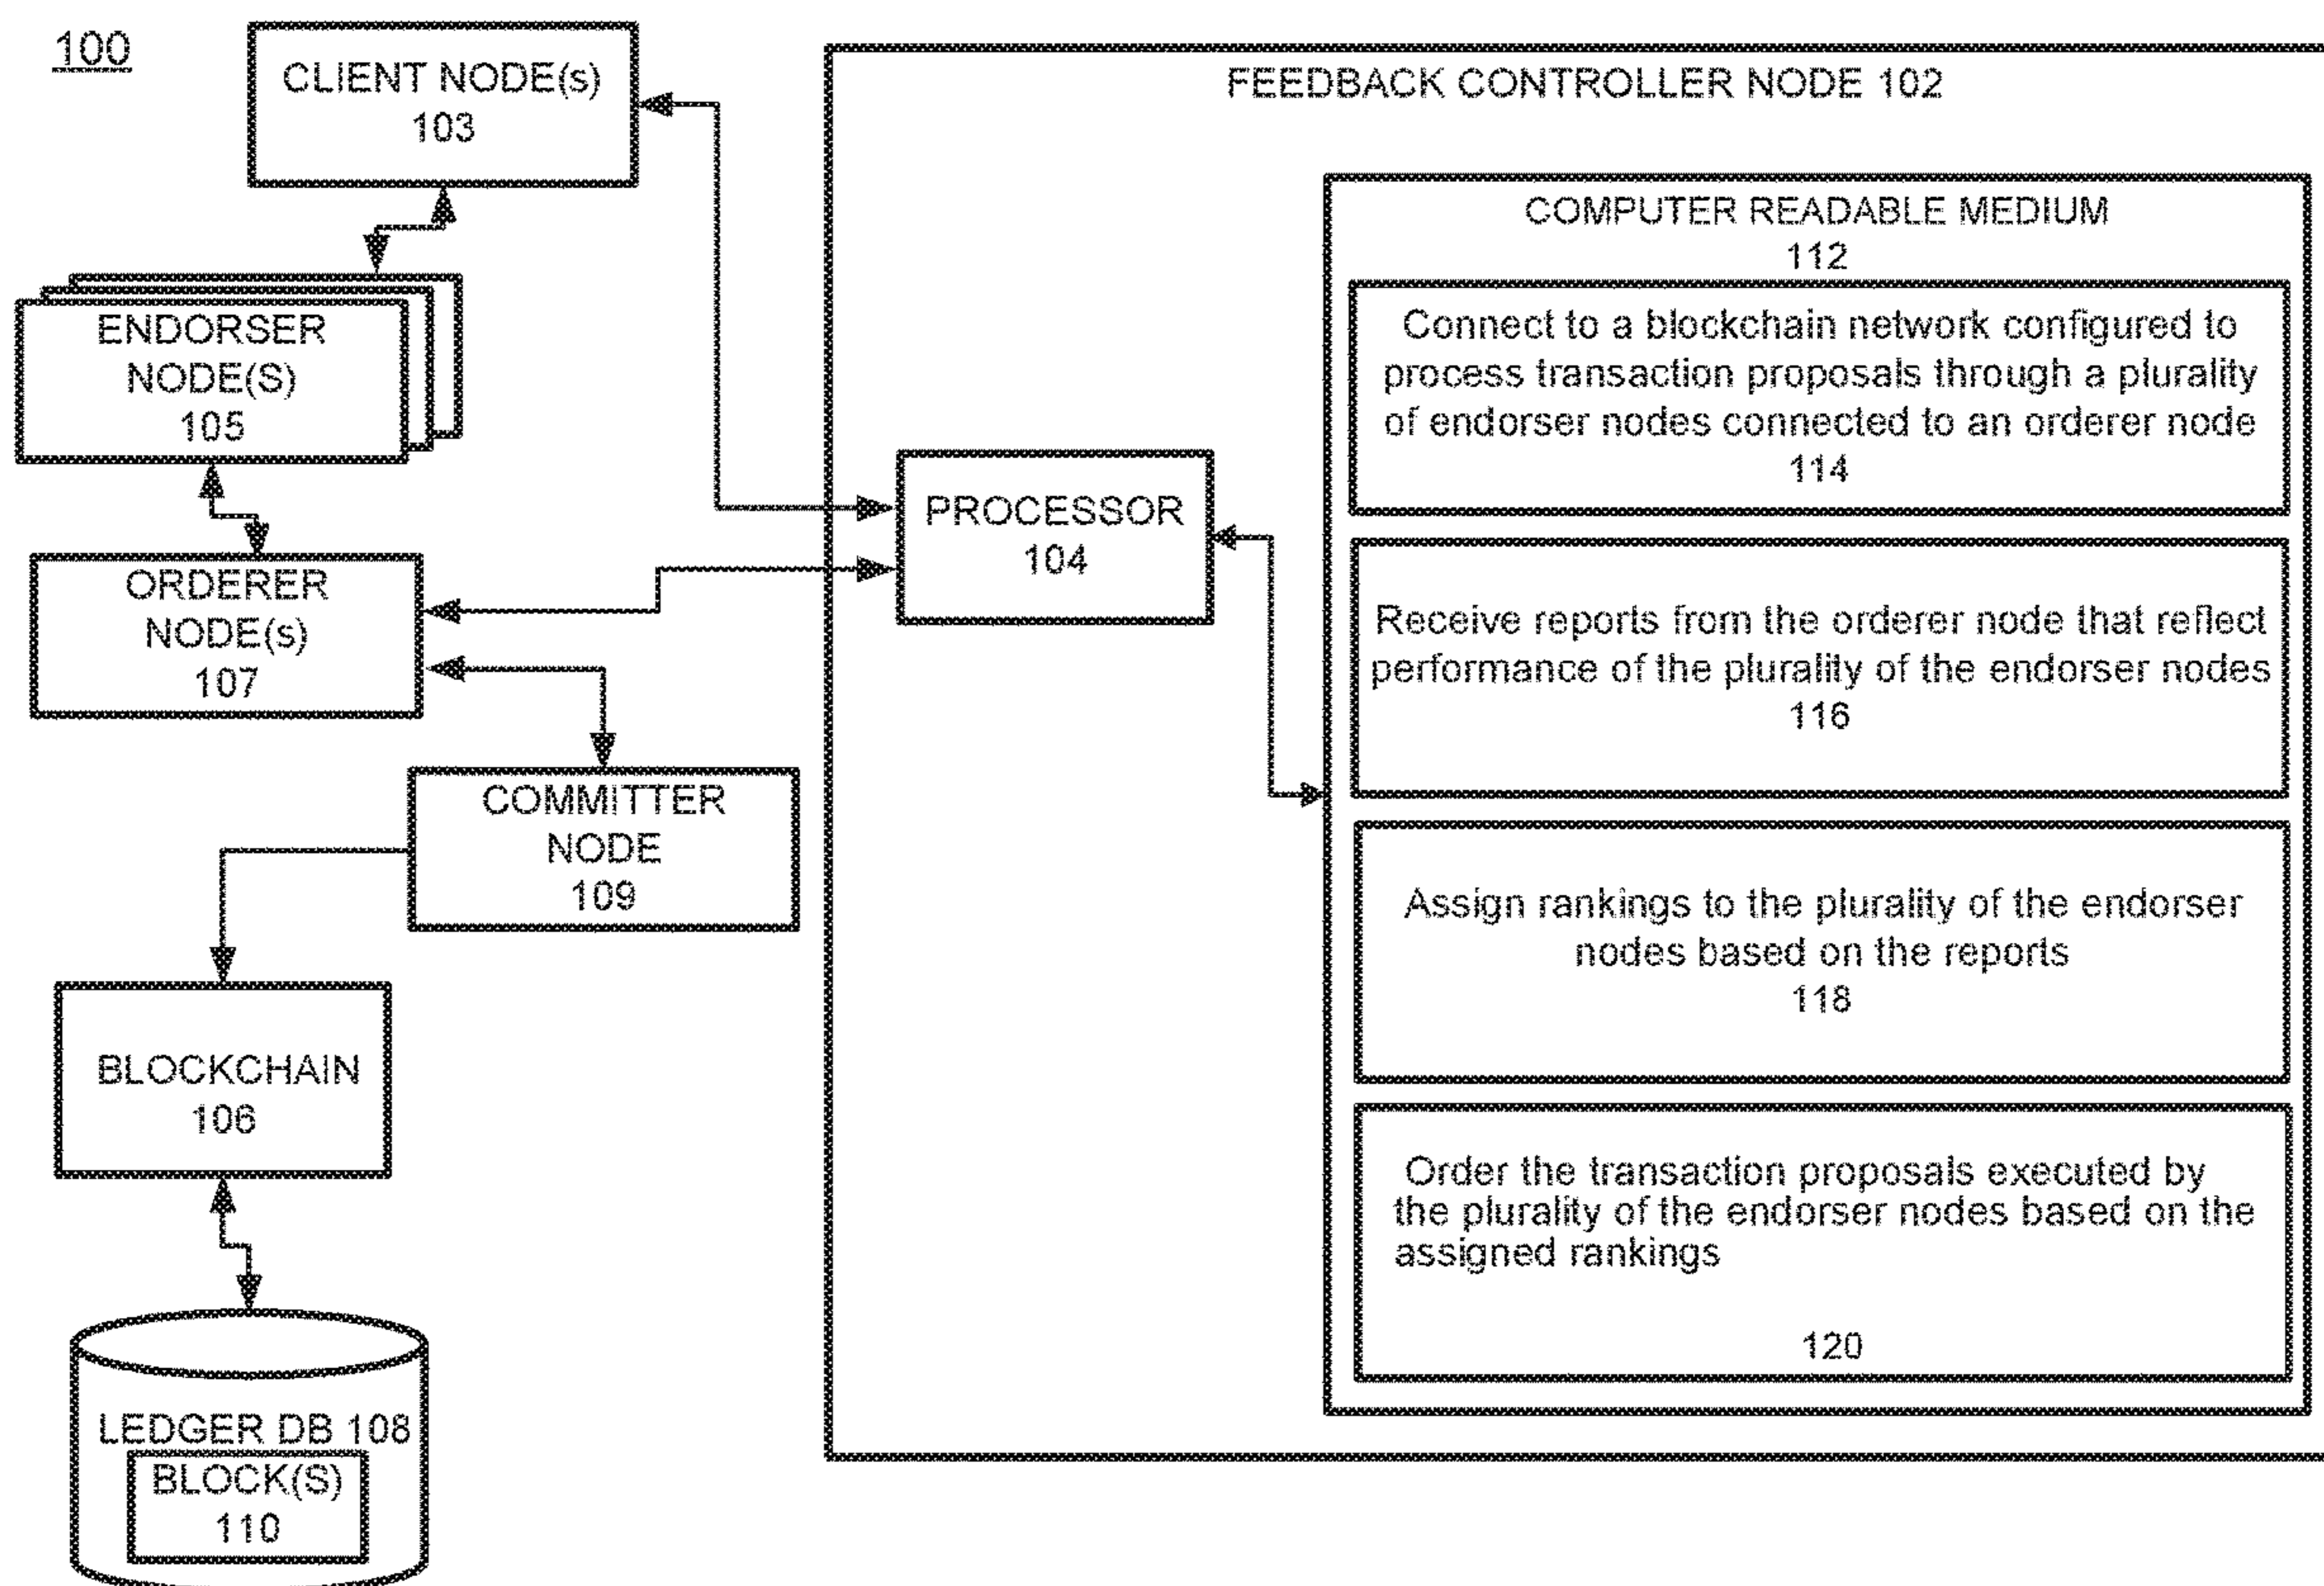 100
CLIENT NODE(s)
103
ENDORSER
NODE(S)
105
ORDERER
NODE(s)
107
COMMITTER
NODE
109
BLOCKCHAIN
106
LEDGER DB 108
BLOCK(S)
110
FEEDBACK CONTROLLER NODE 102
PROCESSOR
104
COMPUTER READABLE MEDIUM
112
Connect to a blockchain network configured to
process transaction proposals through a plurality
of endorser nodes connected to an orderer node
114
Receive reports from the orderer node that reflect
performance of the plurality of the endorser nodes
116
Assign rankings to the plurality of the endorser
nodes based on the reports
118
Order the transaction proposals executed by
the plurality of the endorser nodes based on the
assigned rankings
120